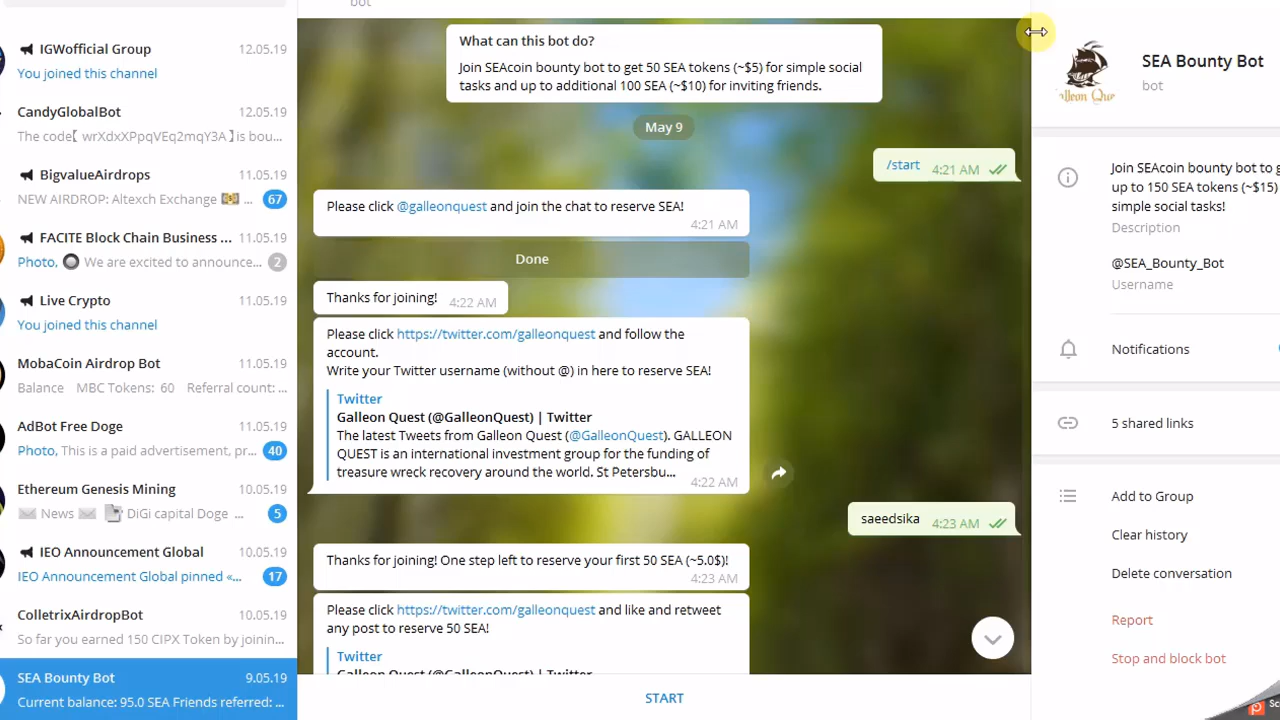 bot
IGWofficial Group 12.05.19
You joined this channel
CandyGlobalBot 12.05.19
The code【 wrXdxXPpqVEq2mqY3A 】is bou...
BigvalueAirdrops 11.05.19
NEW AIRDROP: Altexch Exchange ... 67
FACITE Block Chain Business ... 11.05.19
Photo, We are excited to announce... 2
Live Crypto 11.05.19
You joined this channel
MobaCoin Airdrop Bot 11.05.19
Balance MBC Tokens: 60 Referral count: ...
AdBot Free Doge 11.05.19
Photo, This is a paid advertisement, pr... 40
Ethereum Genesis Mining 10.05.19
News DiGi capital Doge ... 5
IEO Announcement Global 10.05.19
IEO Announcement Global pinned «... 17
ColletrixAirdropBot 10.05.19
So far you earned 150 CIPX Token by joinin...
SEA Bounty Bot 9.05.19
Current balance: 95.0 SEA Friends referred: ...
What can this bot do?
Join SEAcoin bounty bot to get 50 SEA tokens (~$5) for simple social
tasks and up to additional 100 SEA (~$10) for inviting friends.
May 9
/start 4:21 AM
Please click @galleonquest and join the chat to reserve SEA!
4:21 AM
Done
Thanks for joining! 4:22 AM
Please click https://twitter.com/galleonquest and follow the
account.
Write your Twitter username (without @) in here to reserve SEA!
Twitter
Galleon Quest (@GalleonQuest) | Twitter
The latest Tweets from Galleon Quest (@GalleonQuest). GALLEON
QUEST is an international investment group for the funding of
treasure wreck recovery around the world. St Petersbu...
4:22 AM
saeedsika 4:23 AM
Thanks for joining! One step left to reserve your first 50 SEA (~5.0$)!
4:23 AM
Please click https://twitter.com/galleonquest and like and retweet
any post to reserve 50 SEA!
Twitter
Galleon Quest (@GalleonQuest) | Twitter
START
SEA Bounty Bot
bot
Join SEAcoin bounty bot to g
up to 150 SEA tokens (~$15)
simple social tasks!
Description
@SEA_Bounty_Bot
Username
Notifications
5 shared links
Add to Group
Clear history
Delete conversation
Report
Stop and block bot